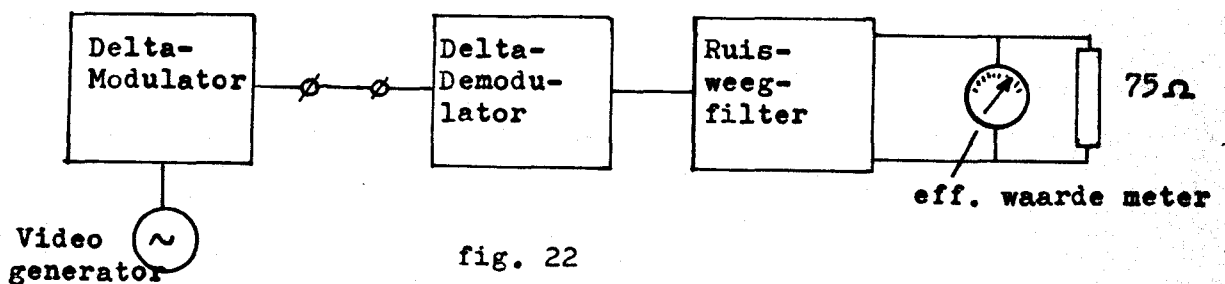 Delta-
Modulator
Delta-
Demodu-
lator
Ruis-
weeg-
filter
75Ω
eff. waarde meter
Video
generator
~
fig. 22